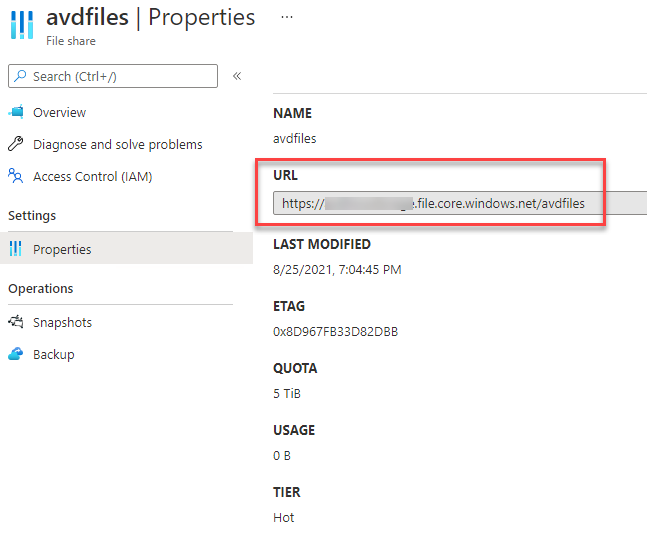 avdfiles | Properties ...
File share
Search (Ctrl+/) «
Overview
Diagnose and solve problems
Access Control (IAM)
Settings
Properties
Operations
Snapshots
Backup
NAME
avdfiles
URL
https:// .file.core.windows.net/avdfiles
LAST MODIFIED
8/25/2021, 7:04:45 PM
ETAG
0x8D967FB33D82DBB
QUOTA
5 TiB
USAGE
0 B
TIER
Hot